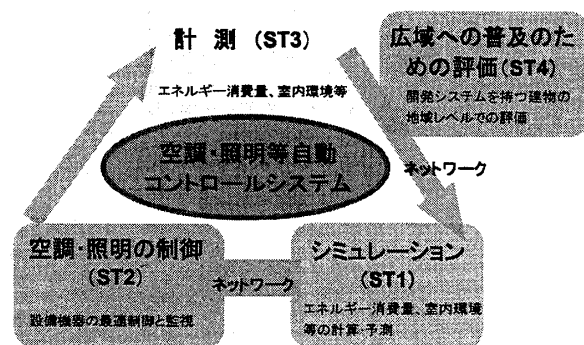 計 測 (ST3)
エネルギー消費量、室内環境等
広域への普及のた
めの評価(ST4)
開発システムを持つ建物の
地域レベルでの評価
空調・照明等自動
コントロールシステム
ネットワーク
空調・照明の制御
(ST2)
設備機器の最適制御と監視
ネットワーク
シミュレーション
(ST1)
エネルギー消費量、室内環境
等の計算・予測